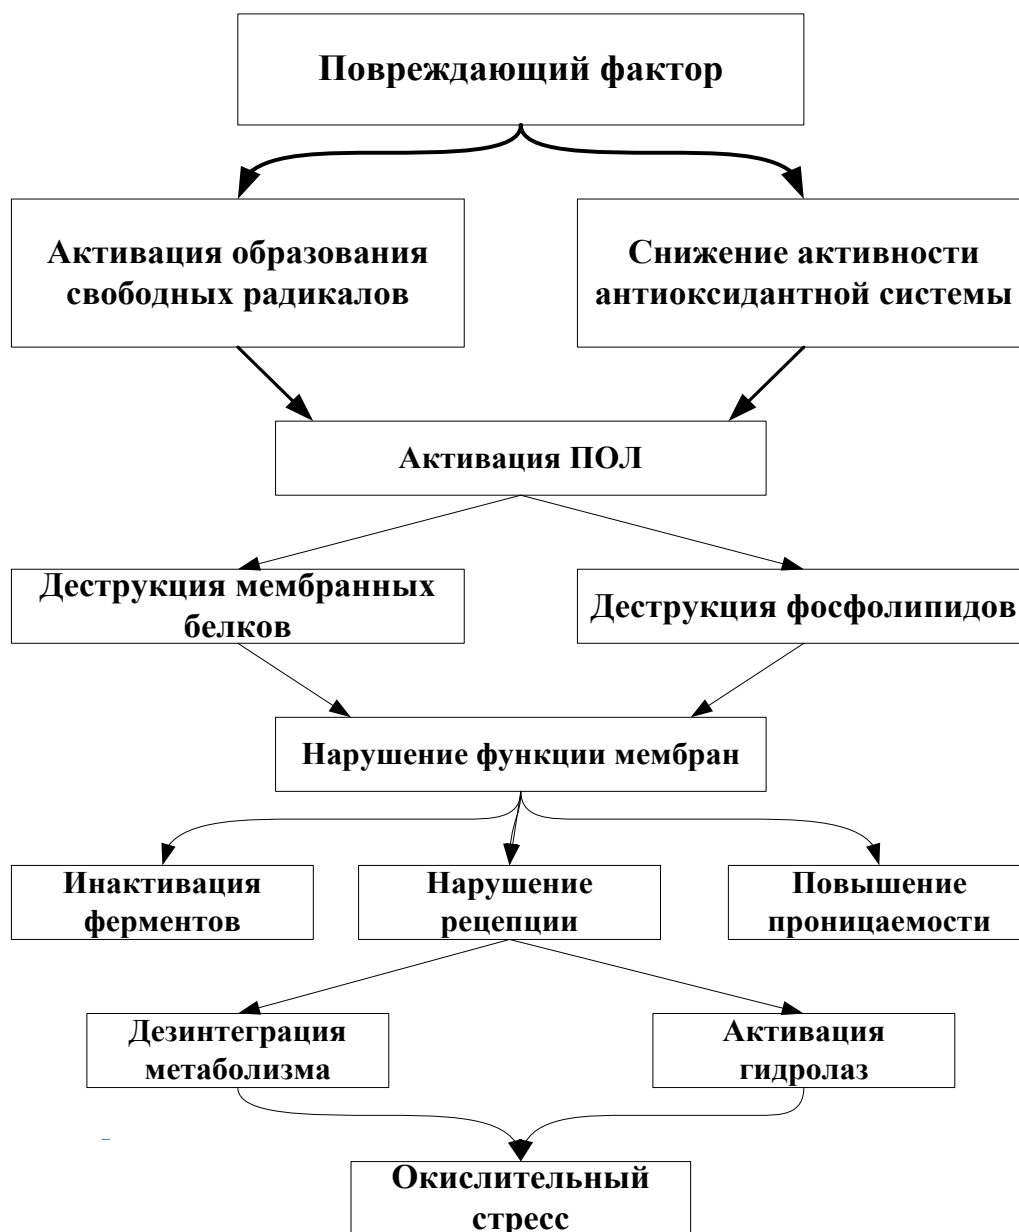 Повреждающий фактор
Активация образования
свободных радикалов
Снижение активности
антиоксидантной системы
Активация ПОЛ
Деструкция мембранных
белков
Деструкция фосфолипидов
Нарушение функции мембран
Инактивация
ферментов
Нарушение
рецепции
Повышение
проницаемости
Дезинтеграция
метаболизма
Активация
гидролаз
Окислительный
стресс